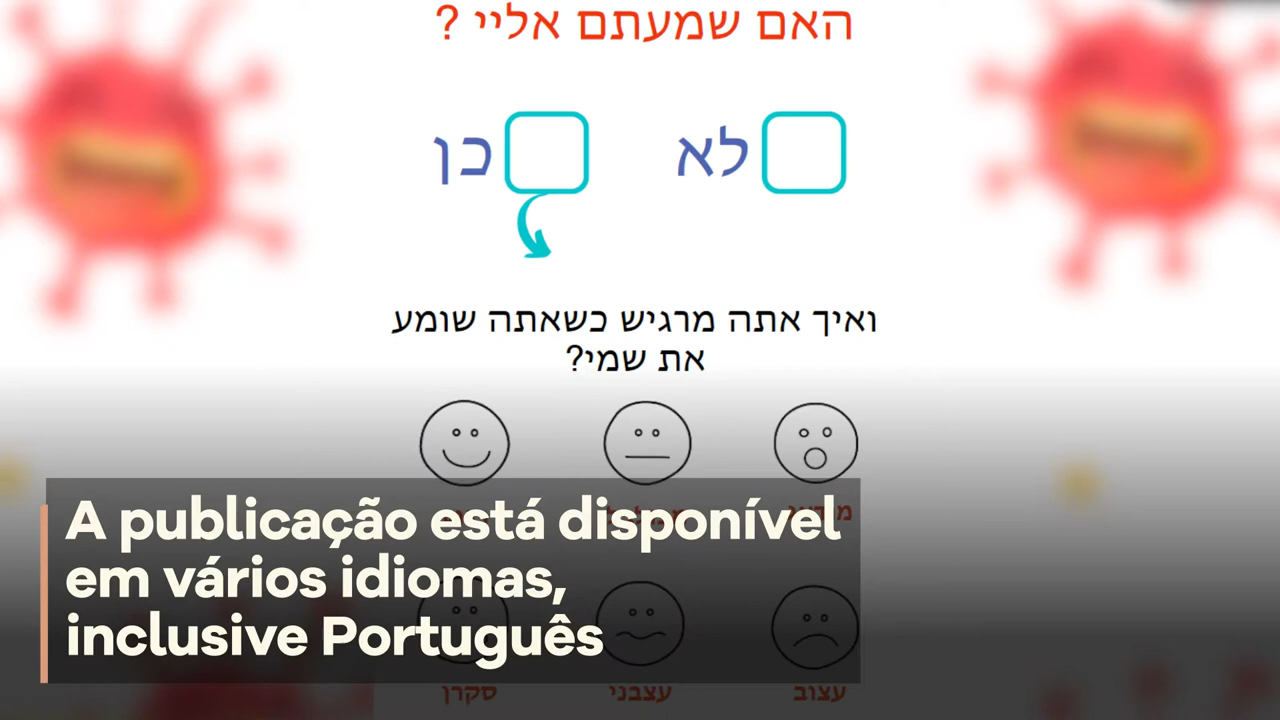 האם שמעתם אליי ?
לא
כן
ואיך אתה מרגיש כשאתה שומע
את שמי?
A publicação está disponível
em vários idiomas,
inclusive Português
עצוב
עצבני
סקרן